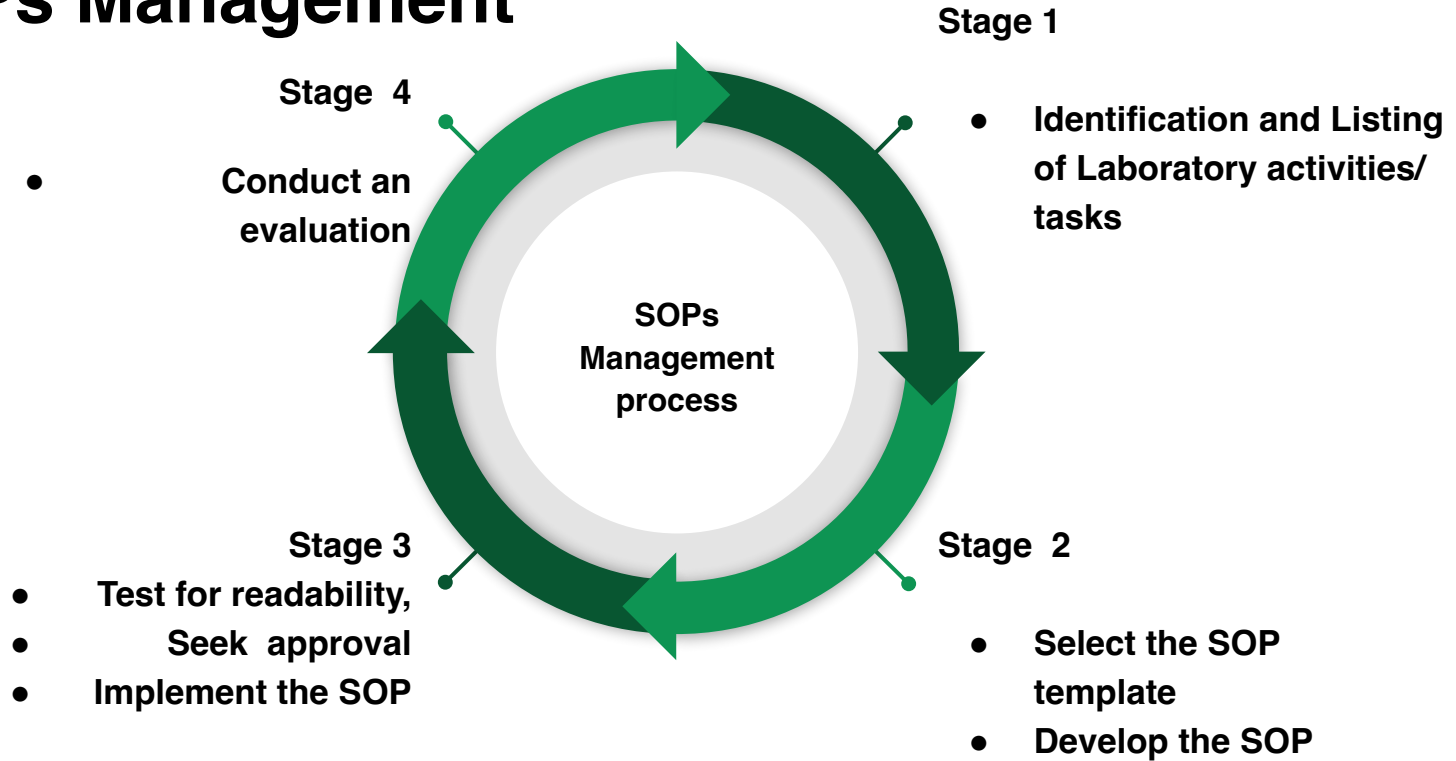 Ps Management
Stage 1
● Identification and Listing
of Laboratory activities/
tasks
Stage 2
● Select the SOP
template
● Develop the SOP
Stage 3
● Test for readability,
● Seek approval
● Implement the SOP
Stage 4
● Conduct an
evaluation
SOPs
Management
process